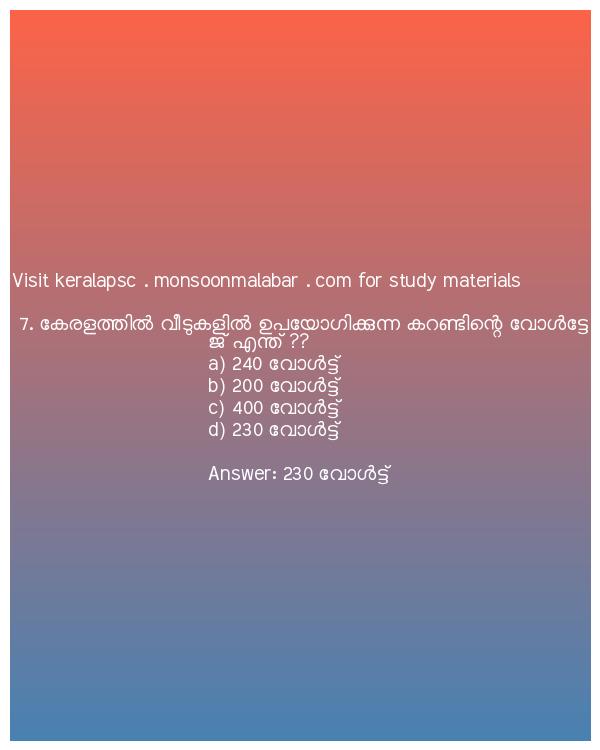 Visit keralapsc . monsoonmalabar . com for study materials
7. കേരളത്തിൽ വീടുകളിൽ ഉപയോഗിക്കുന്ന കറണ്ടിന്റെ വോൾട്ടേ
ജ് എന്ത് ??
a) 240 വോൾട്ട്
b) 200 വോൾട്ട്
c) 400 വോൾട്ട്
d) 230 വോൾട്ട്
Answer: 230 വോൾട്ട്